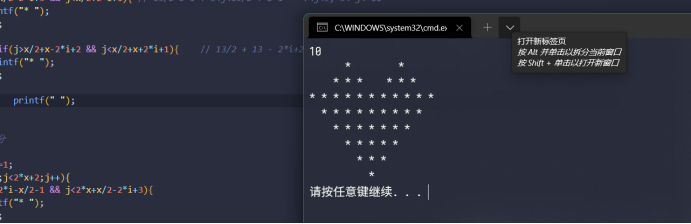 ntf("* ");
;
if(j>x/2+x-2*i+2 && j<x/2+x+2*i+1){    // 13/2 + 13 - 2*i+2
intf("* ");
;
printf(" ");
分
=1;
;j<2*x+2;j++){
2*i-x/2-1 && j<2*x+x/2-2*i+3){
tf("* ");
;
C:\WINDOWS\system32\cmd.ex
打开新标签页
按 Alt 并单击以拆分当前窗口
按 Shift + 单击以打开新窗口
10
      *        *
    * * *    * * *
* * * * * * * * * * *
  * * * * * * * * *
    * * * * * * *
      * * * * *
        * * *
          *
请按任意键继续. . .